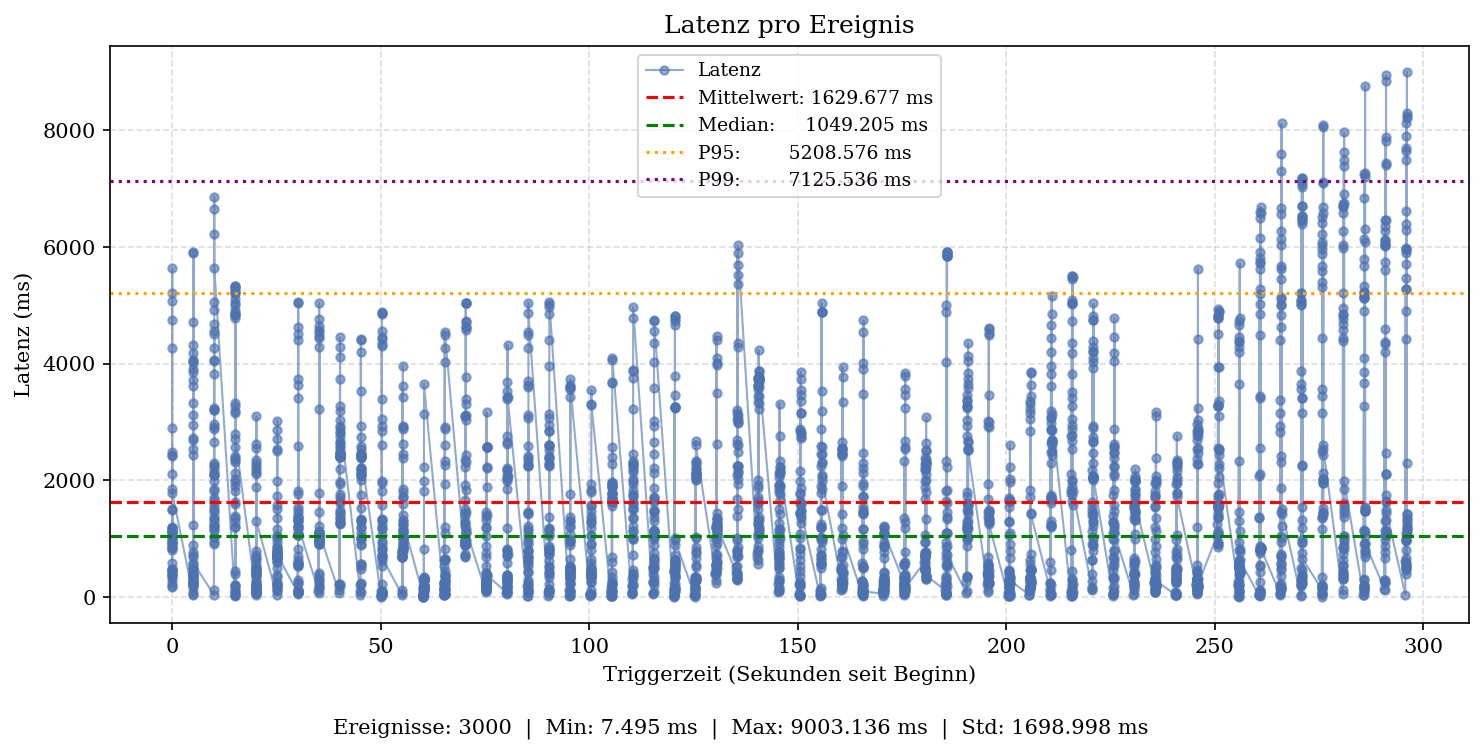 Latenz pro Ereignis
Latenz
Mittelwert: 1629.677 ms
Median: 1049.205 ms
P95: 5208.576 ms
P99: 7125.536 ms
Latenz (ms)
8000
6000
4000
2000
0
0 50 100 150 200 250 300
Triggerzeit (Sekunden seit Beginn)
Ereignisse: 3000 | Min: 7.495 ms | Max: 9003.136 ms | Std: 1698.998 ms